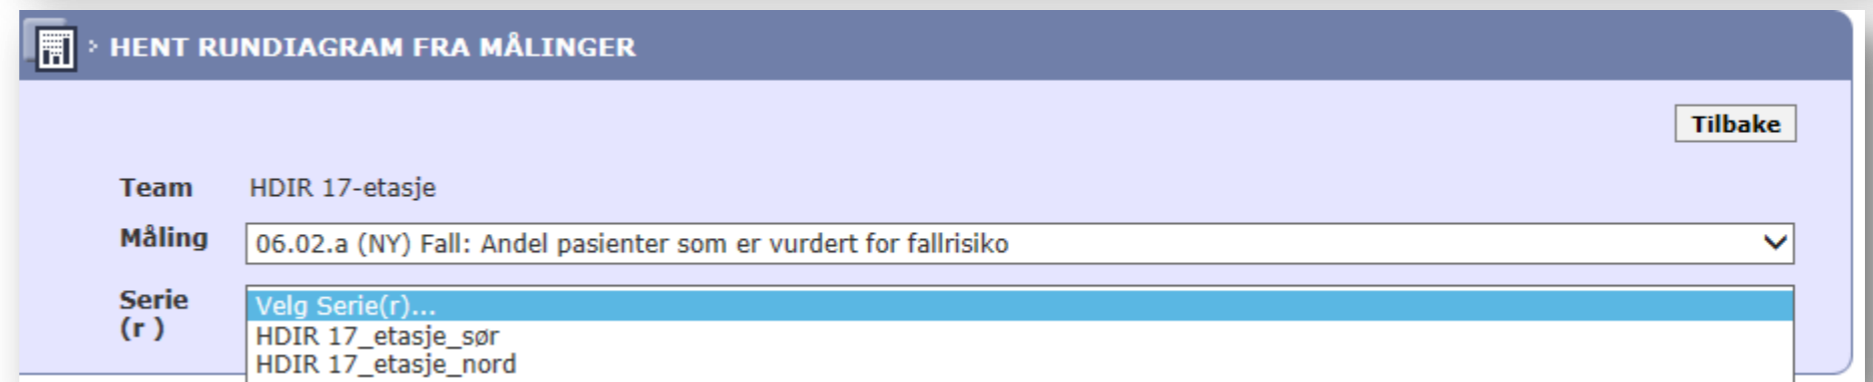 › HENT RUNDIAGRAM FRA MÅLINGER
Tilbake
Team HDIR 17-etasje
Måling 06.02.a (NY) Fall: Andel pasienter som er vurdert for fallrisiko
Serie
(r )
Velg Serie(r)...
HDIR 17_etasje_sør
HDIR 17_etasje_nord